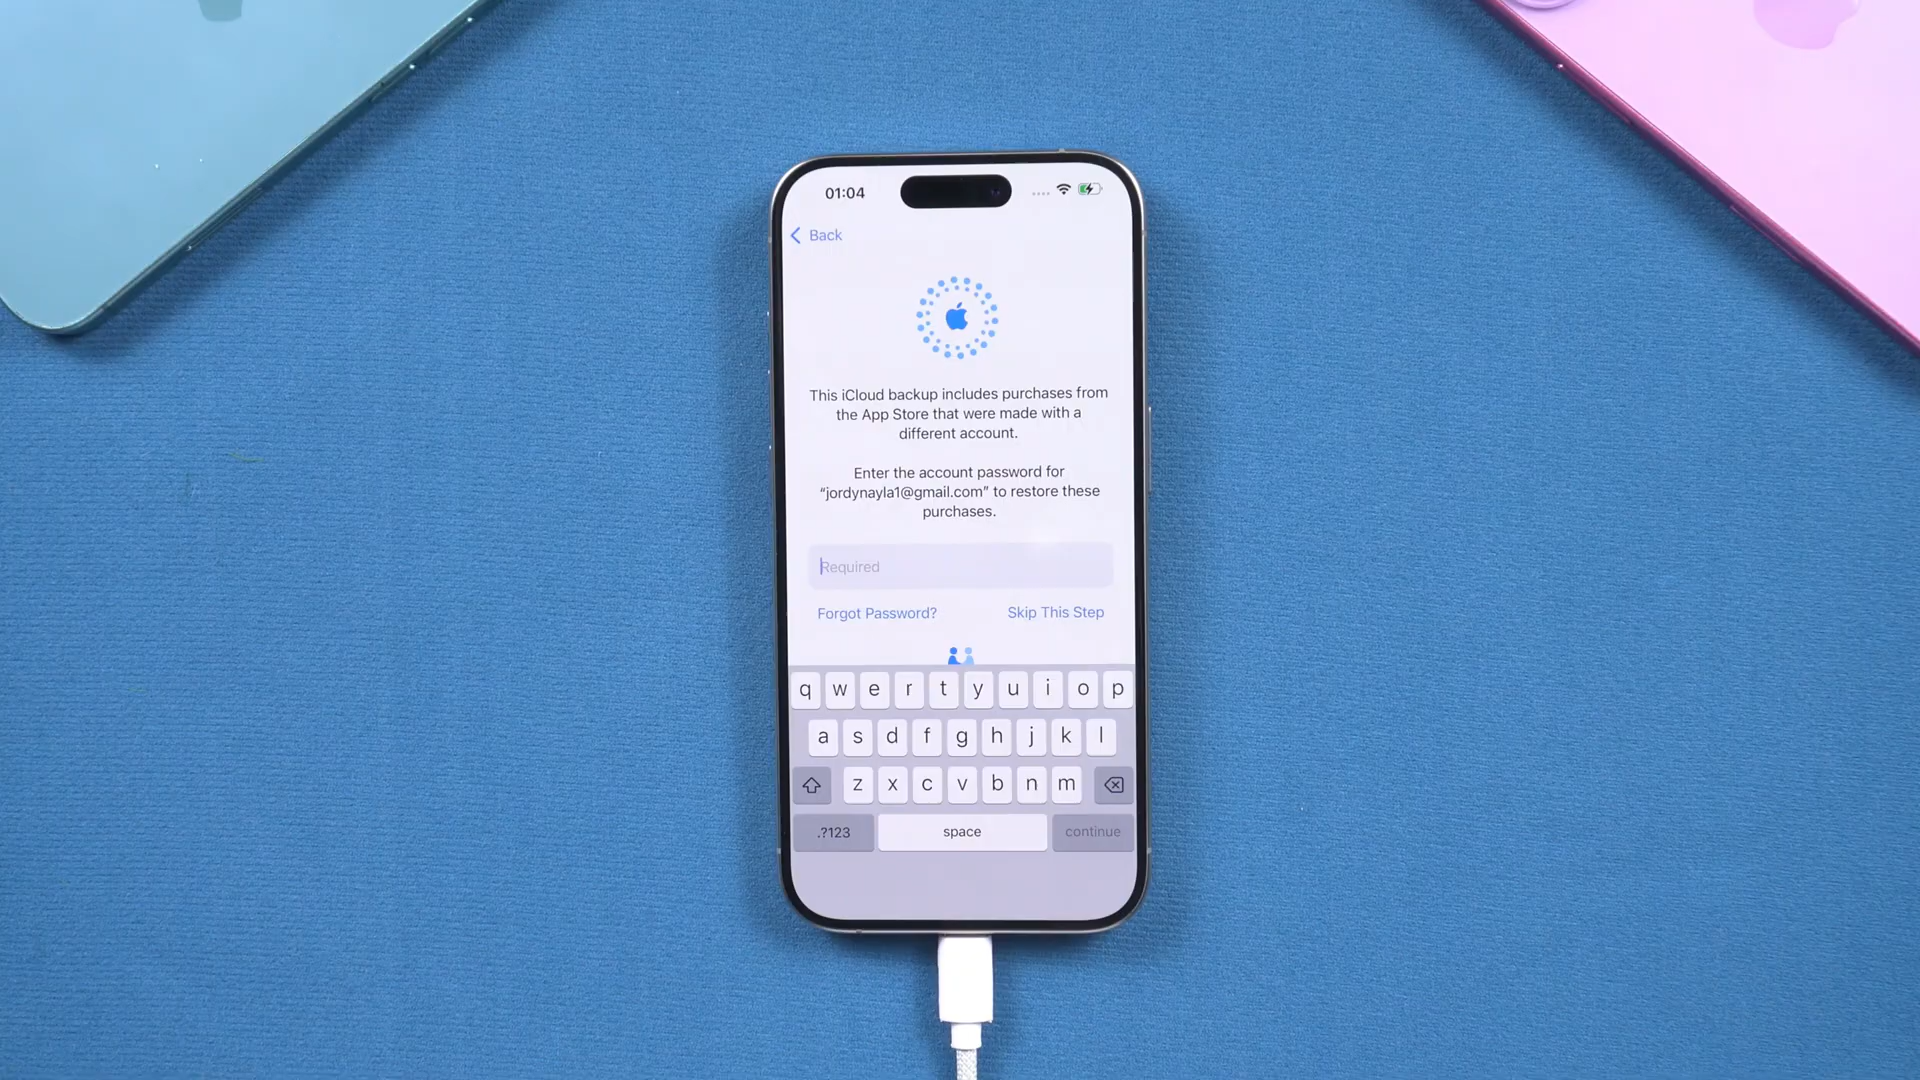 01:04
Back
This iCloud backup includes purchases from
the App Store that were made with a
different account.
Enter the account password for
“jordynayla1@gmail.com” to restore these
purchases.
Required
Forgot Password? Skip This Step
q w e r t y u i o p
a s d f g h j k l
z x c v b n m
.?123 space continue